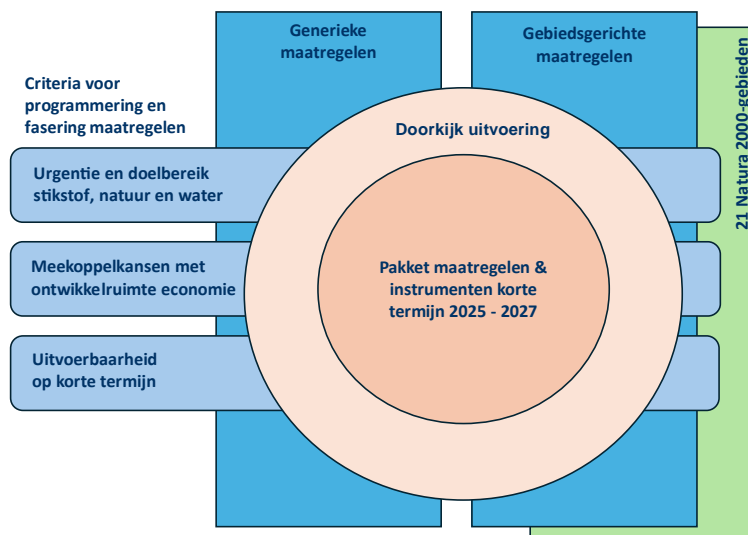 Generieke
maatregelen
Gebiedsgerichte
maatregelen
21 Natura 2000-gebieden
Criteria voor
programmering en
fasering maatregelen
Doorkijk uitvoering
Urgentie en doelbereik
stikstof, natuur en water
Meekoppelkansen met
ontwikkelruimte economie
Pakket maatregelen &
instrumenten korte
termijn 2025 - 2027
Uitvoerbaarheid
op korte termijn